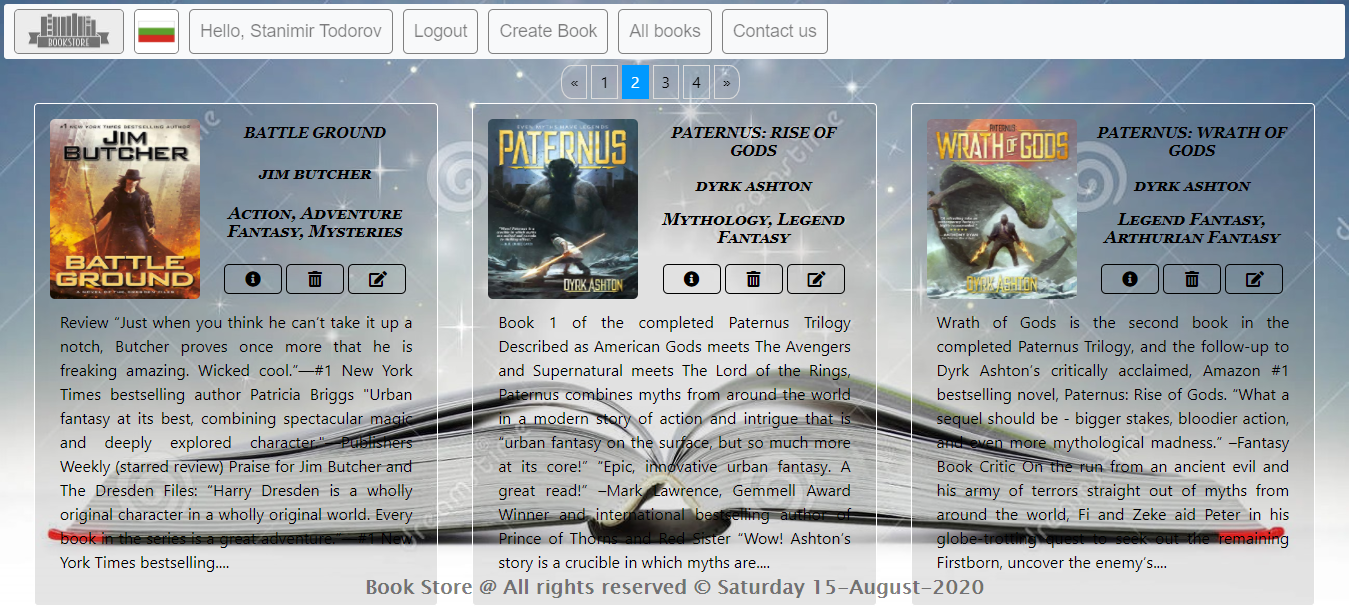 BOOKSTORE
Hello, Stanimir Todorov
Logout
Create Book
All books
Contact us
« 1 2 3 4 »
#1 NEW YORK TIMES BESTSELLING AUTHOR
JIM
BUTCHER
BATTLE
GROUND
A NOVEL OF THE DRESDEN FILES
BATTLE GROUND
JIM BUTCHER
Action, Adventure
Fantasy, Mysteries
Review “Just when you think he can’t take it up a
notch, Butcher proves once more that he is
freaking amazing. Wicked cool.”—#1 New York
Times bestselling author Patricia Briggs "Urban
fantasy at its best, combining spectacular magic
and deeply explored character."—Publishers
Weekly (starred review) Praise for Jim Butcher and
The Dresden Files: “Harry Dresden is a wholly
original character in a wholly original world. Every
book in the series is a great adventure.”—#1 New
York Times bestselling....
EVEN MYTHS HAVE LEGENDS
PATERNUS
DYRK ASHTON
PATERNUS: RISE OF
GODS
DYRK ASHTON
Mythology, Legend
Fantasy
Book 1 of the completed Paternus Trilogy
Described as American Gods meets The Avengers
and Supernatural meets The Lord of the Rings,
Paternus combines myths from around the world
in a modern story of action and intrigue that is
“urban fantasy on the surface, but so much more
at its core!” “Epic, innovative urban fantasy. A
great read!” –Mark Lawrence, Gemmell Award
Winner and international bestselling author of
Prince of Thorns and Red Sister “Wow! Ashton’s
story is a crucible in which myths are....
PATERNUS
WRATH OF GODS
DYRK ASHTON
PATERNUS: WRATH OF
GODS
DYRK ASHTON
Legend Fantasy,
Arthurian Fantasy
Wrath of Gods is the second book in the
completed Paternus Trilogy, and the follow-up to
Dyrk Ashton’s critically acclaimed, Amazon #1
bestselling novel, Paternus: Rise of Gods. “What a
sequel should be - bigger stakes, bloodier action,
and even more mythological madness.” –Fantasy
Book Critic On the run from an ancient evil and
his army of terrors straight out of myths from
around the world, Fi and Zeke aid Peter in his
globe-trotting quest to seek out the remaining
Firstborn, uncover the enemy’s....
dreamstime
Book Store @ All rights reserved © Saturday 15-August-2020